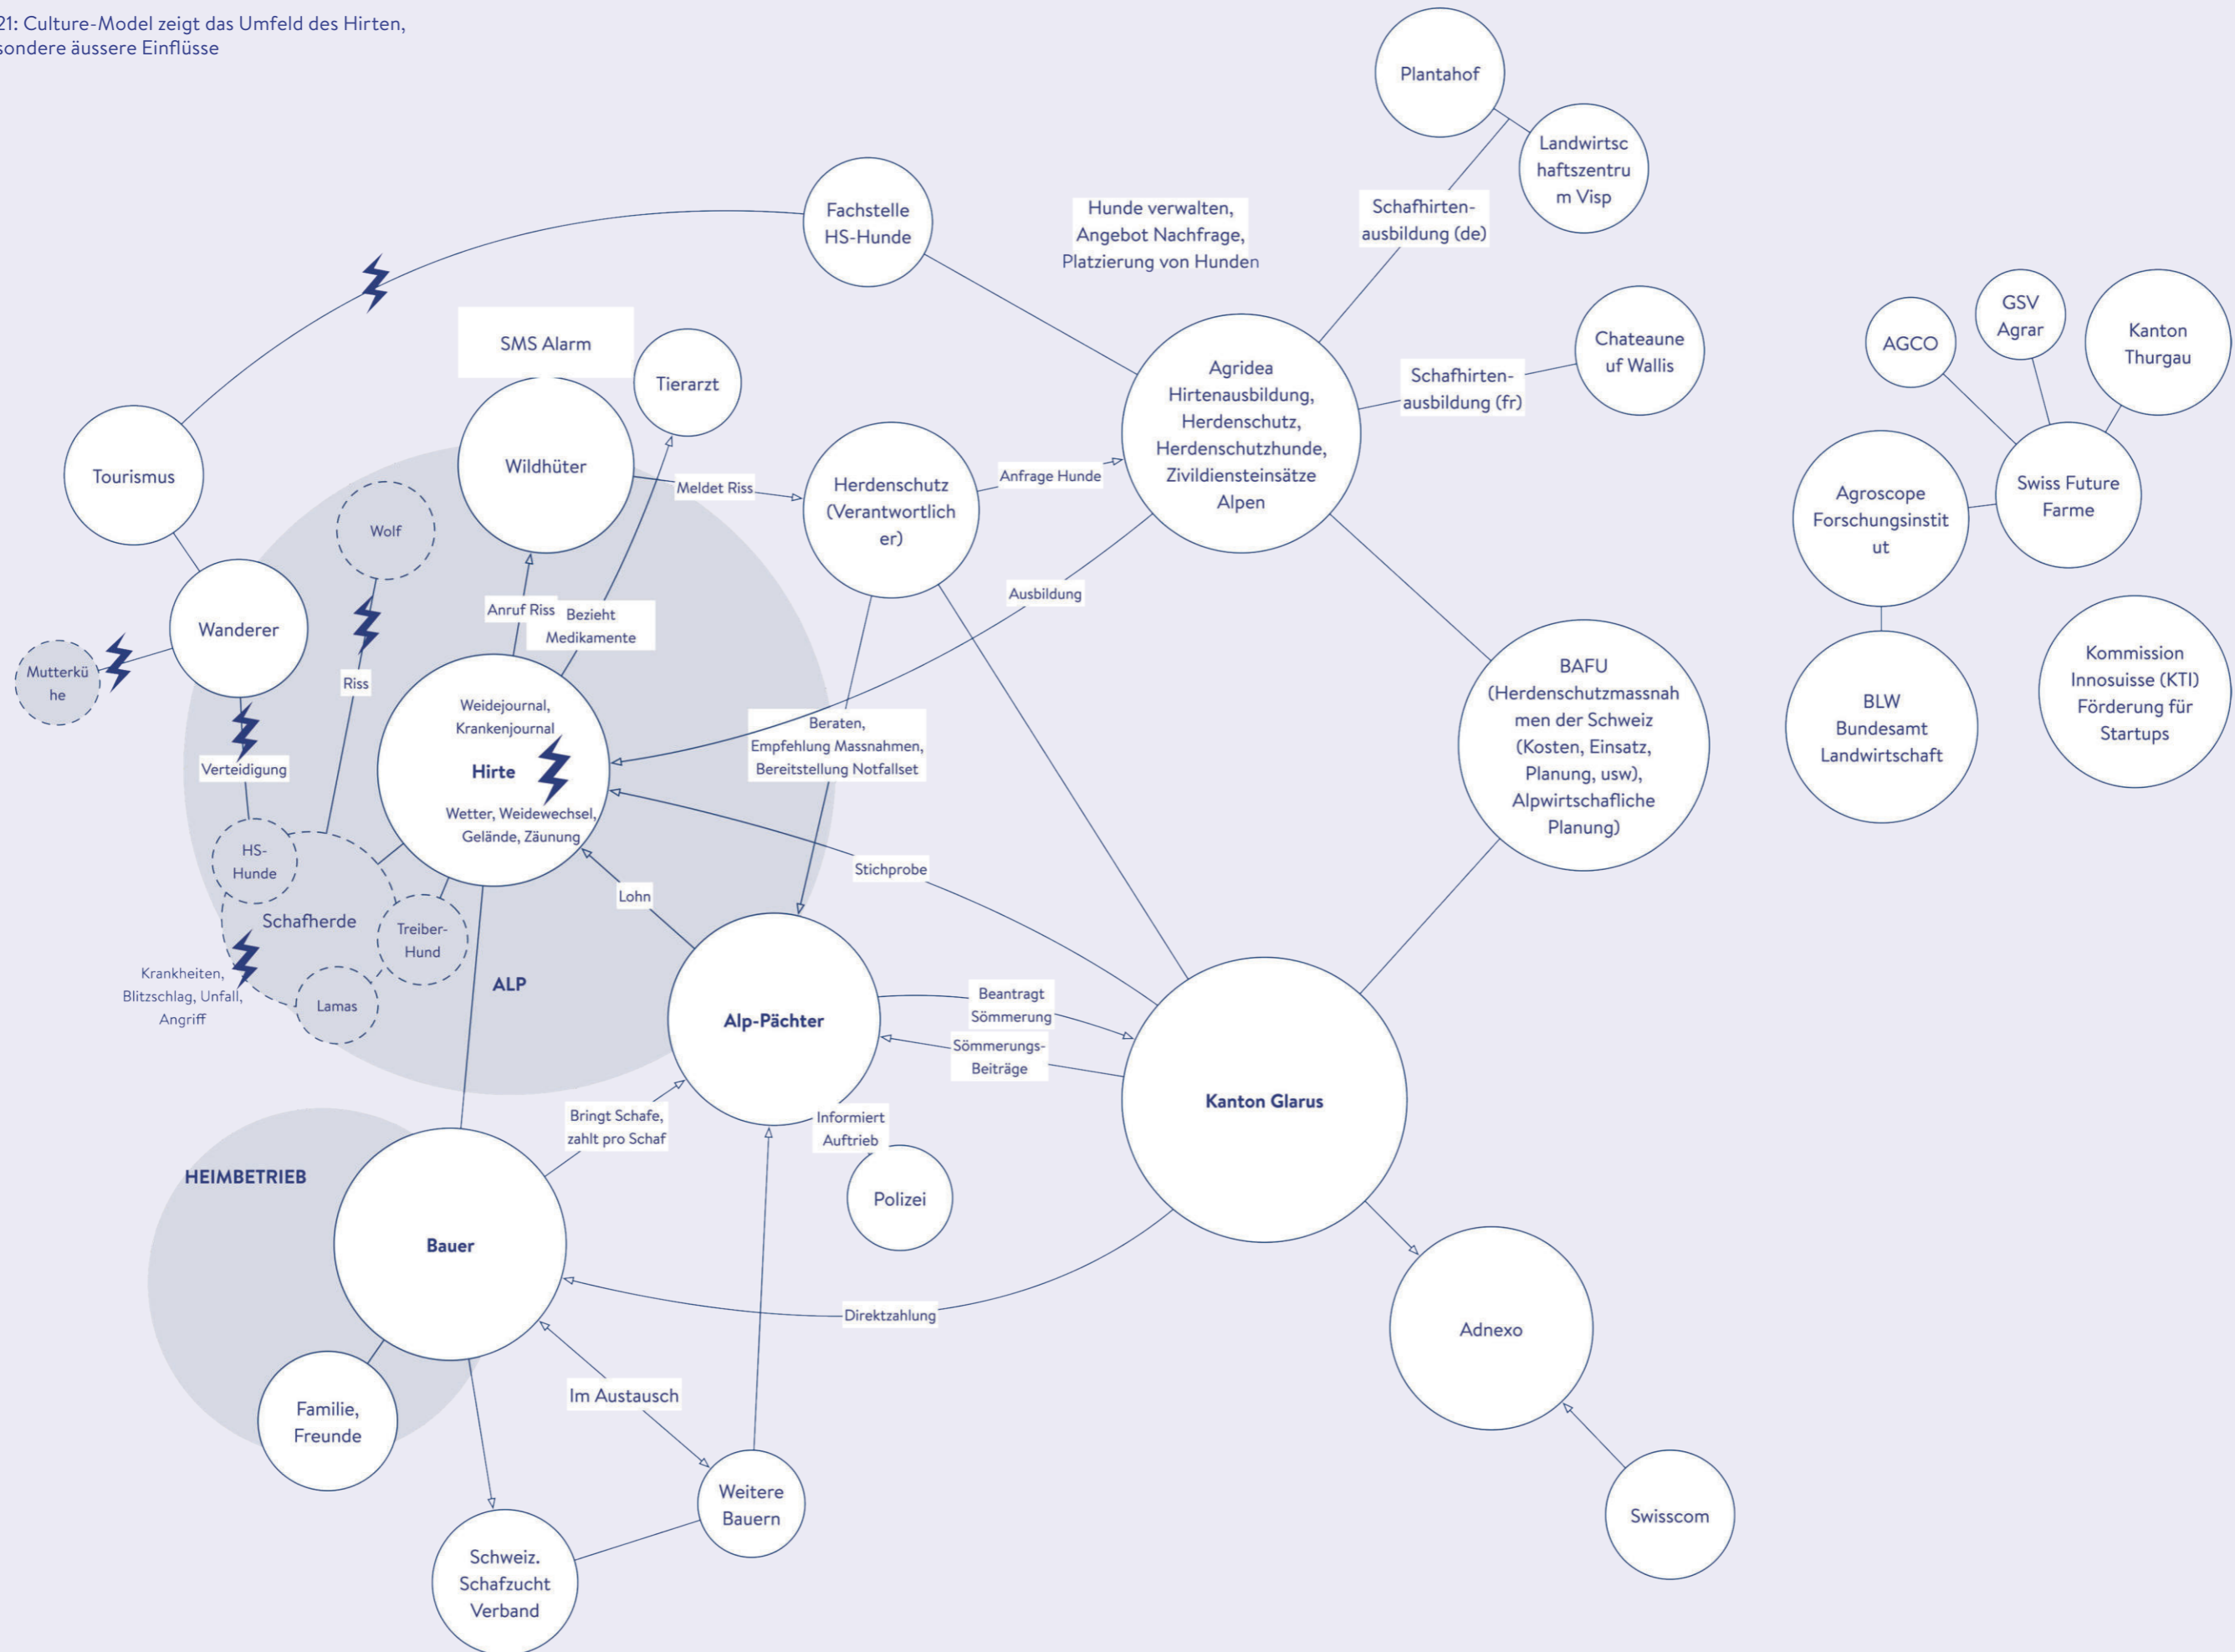 21: Culture-Model zeigt das Umfeld des Hirten,
sondere äussere Einflüsse
Plantahof
Landwirtsc
haftszentru
m Visp
Fachstelle
HS-Hunde
Hunde verwalten,
Angebot Nachfrage,
Platzierung von Hunden
Schafhirten-
ausbildung (de)
SMS Alarm
Tierarzt
Agridea
Hirtenausbildung,
Herdenschutz,
Herdenschutzhunde,
Zivildiensteinsätze
Alpen
Schafhirten-
ausbildung (fr)
Chateaune
uf Wallis
AGCO
GSV
Agrar
Kanton
Thurgau
Tourismus
Wolf
Wildhüter
Meldet Riss
Herdenschutz
(Verantwortlich
er)
Anfrage Hunde
Agroscope
Forschungsinstit
ut
Swiss Future
Farme
Wanderer
Mutterkü
he
Riss
Anruf Riss
Bezieht
Medikamente
Ausbildung
Verteidigung
Weidejournal,
Krankenjournal
Hirte
Wetter, Weidewechsel,
Gelände, Zäunung
Beraten,
Empfehlung Massnahmen,
Bereitstellung Notfallset
BAFU
(Herdenschutzmassnah
men der Schweiz
(Kosten, Einsatz,
Planung, usw),
Alpwirtschafliche
Planung)
BLW
Bundesamt
Landwirtschaft
Kommission
Innosuisse (KTI)
Förderung für
Startups
HS-
Hunde
Schafherde
Treiber-
Hund
Lamas
Krankheiten,
Blitzschlag, Unfall,
Angriff
ALP
Lohn
Stichprobe
Alp-Pächter
Beantragt
Sömmerung
Sömmerungs-
Beiträge
Kanton Glarus
Bringt Schafe,
zahlt pro Schaf
Informiert
Auftrieb
Polizei
HEIMBETRIEB
Bauer
Direktzahlung
Adnexo
Familie,
Freunde
Im Austausch
Weitere
Bauern
Swisscom
Schweiz.
Schafzucht
Verband